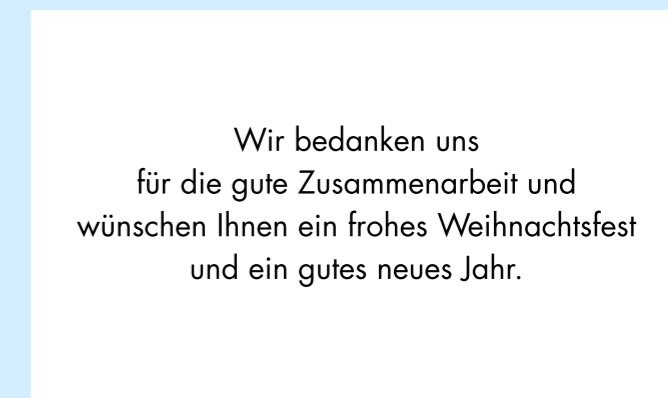 Wir bedanken uns
für die gute Zusammenarbeit und
wünschen Ihnen ein frohes Weihnachtsfest
und ein gutes neues Jahr.